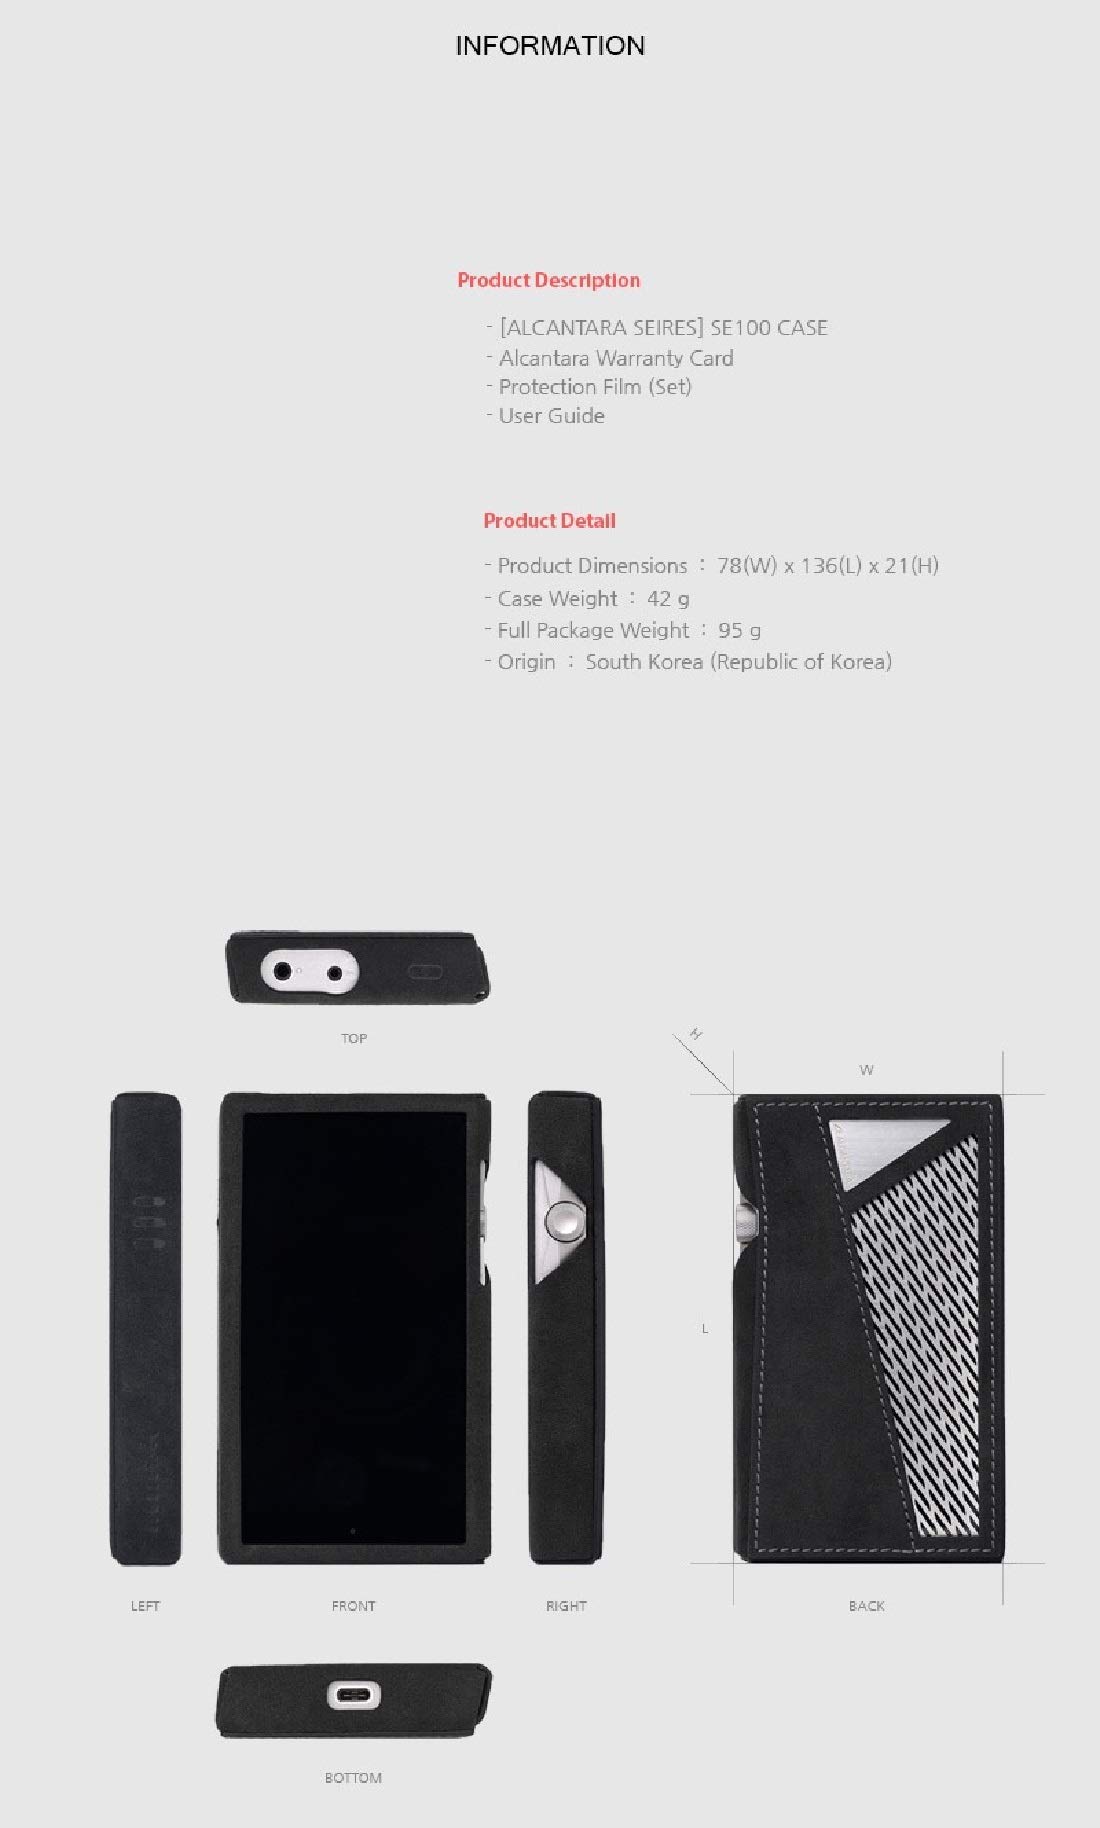 INFORMATION
Product Description
- [ALCANTARA SEIRES] SE100 CASE
- Alcantara Warranty Card
- Protection Film (Set)
- User Guide
Product Detail
- Product Dimensions : 78(W) x 136(L) x 21(H)
- Case Weight : 42 g
- Full Package Weight : 95 g
- Origin : South Korea (Republic of Korea)
TOP
H
W
L
LEFT
FRONT
RIGHT
BACK
BOTTOM